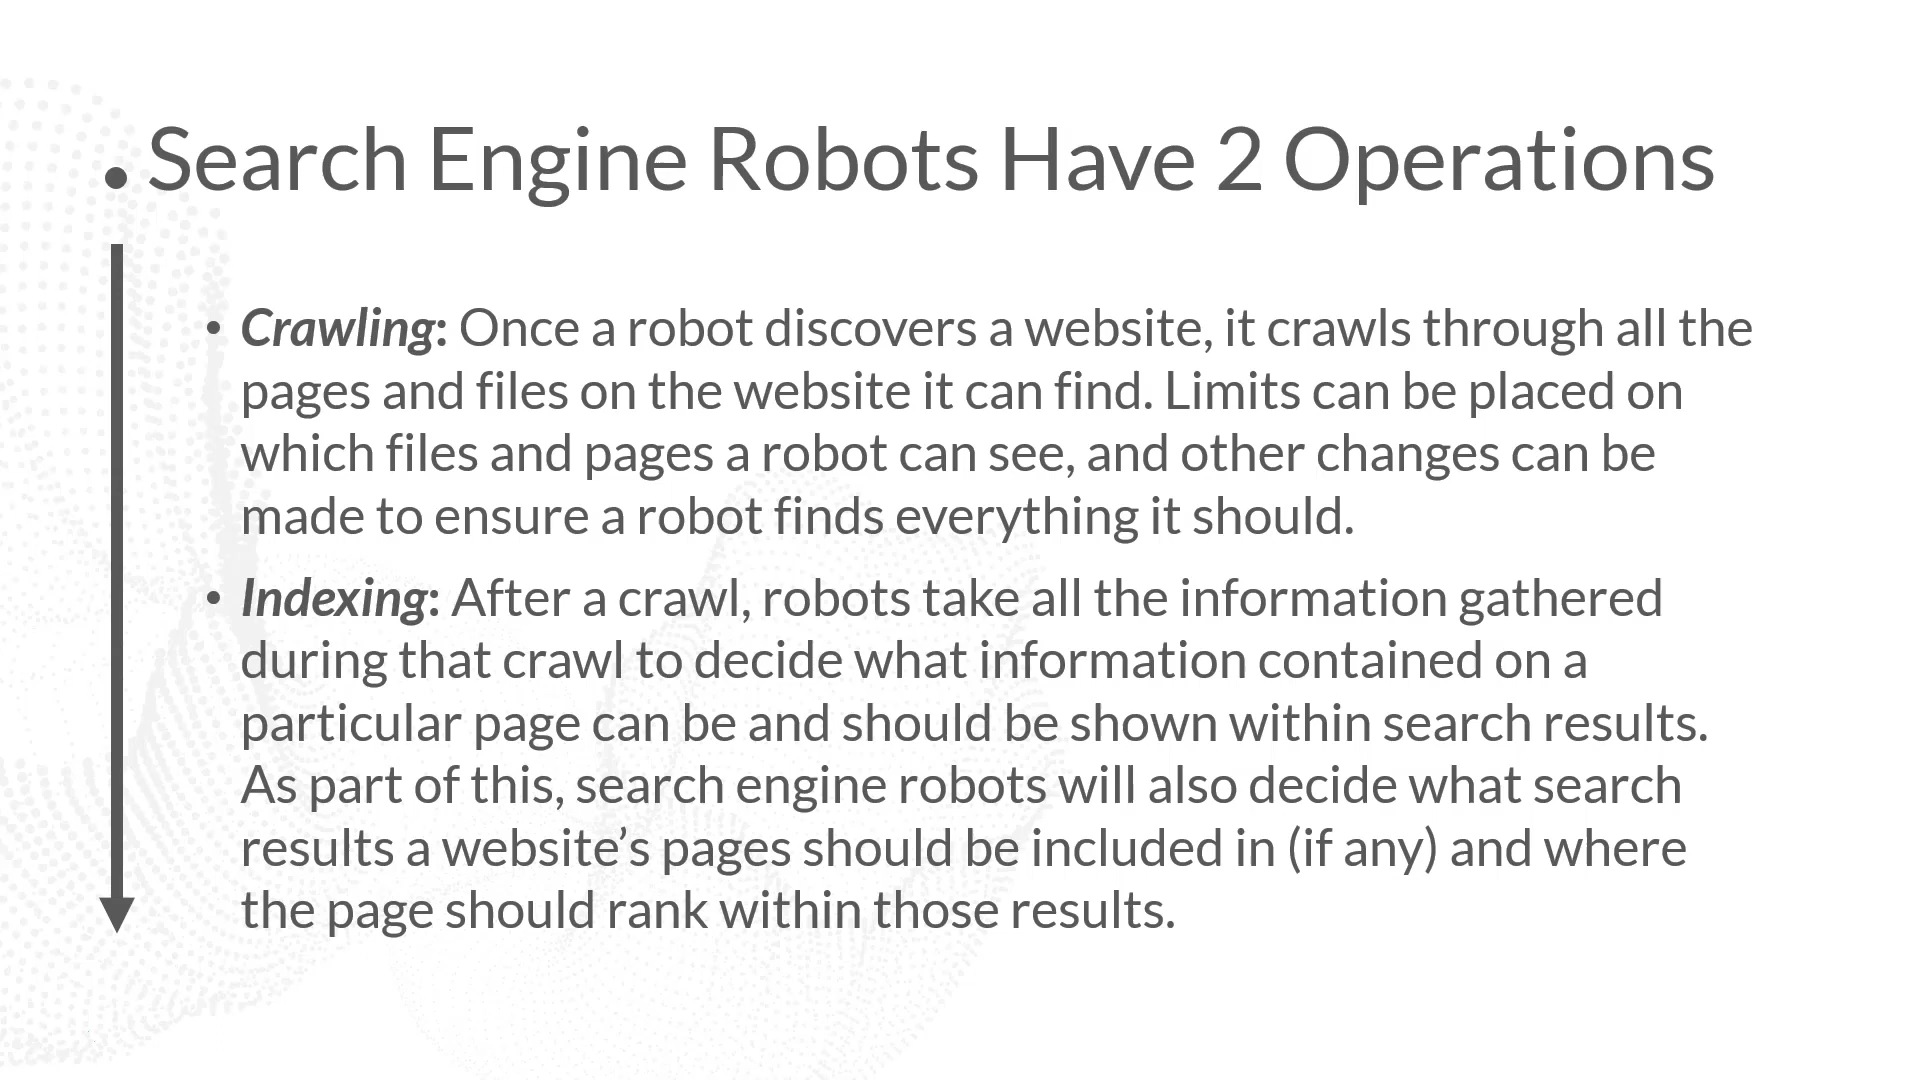 • Search Engine Robots Have 2 Operations
• Crawling: Once a robot discovers a website, it crawls through all the
pages and files on the website it can find. Limits can be placed on
which files and pages a robot can see, and other changes can be
made to ensure a robot finds everything it should.
• Indexing: After a crawl, robots take all the information gathered
during that crawl to decide what information contained on a
particular page can be and should be shown within search results.
As part of this, search engine robots will also decide what search
results a website’s pages should be included in (if any) and where
the page should rank within those results.